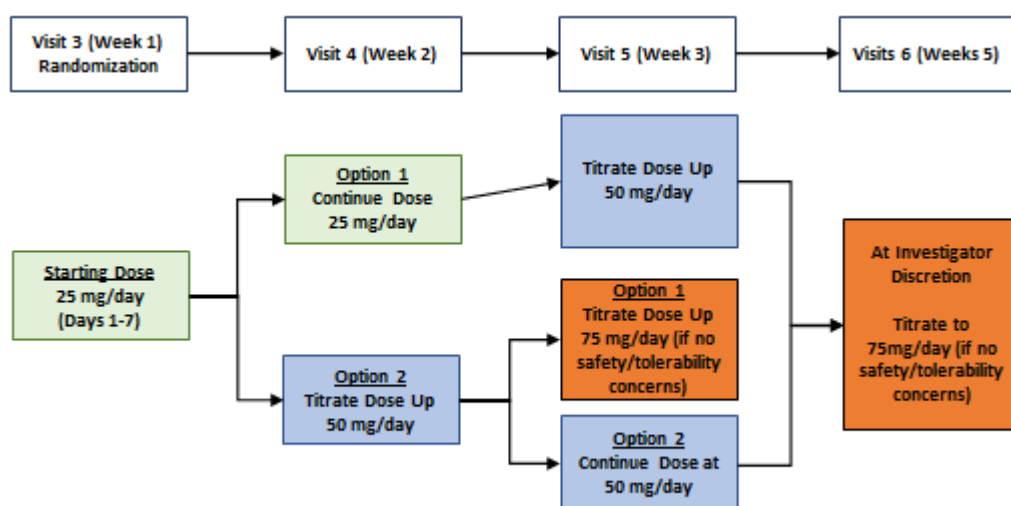 Visit 3 (Week 1)
Randomization
Visit 4 (Week 2)
Visit 5 (Week 3)
Visits 6 (Weeks 5)
Starting Dose
25 mg/day
(Days 1-7)
Option 1
Continue Dose
25 mg/day
Option 2
Titrate Dose Up
50 mg/day
Titrate Dose Up
50 mg/day
Option 1
Titrate Dose Up
75 mg/day (if no
safety/tolerability
concerns)
Option 2
Continue Dose at
50 mg/day
At Investigator
Discretion
Titrate to
75mg/day (if no
safety/tolerability
concerns)